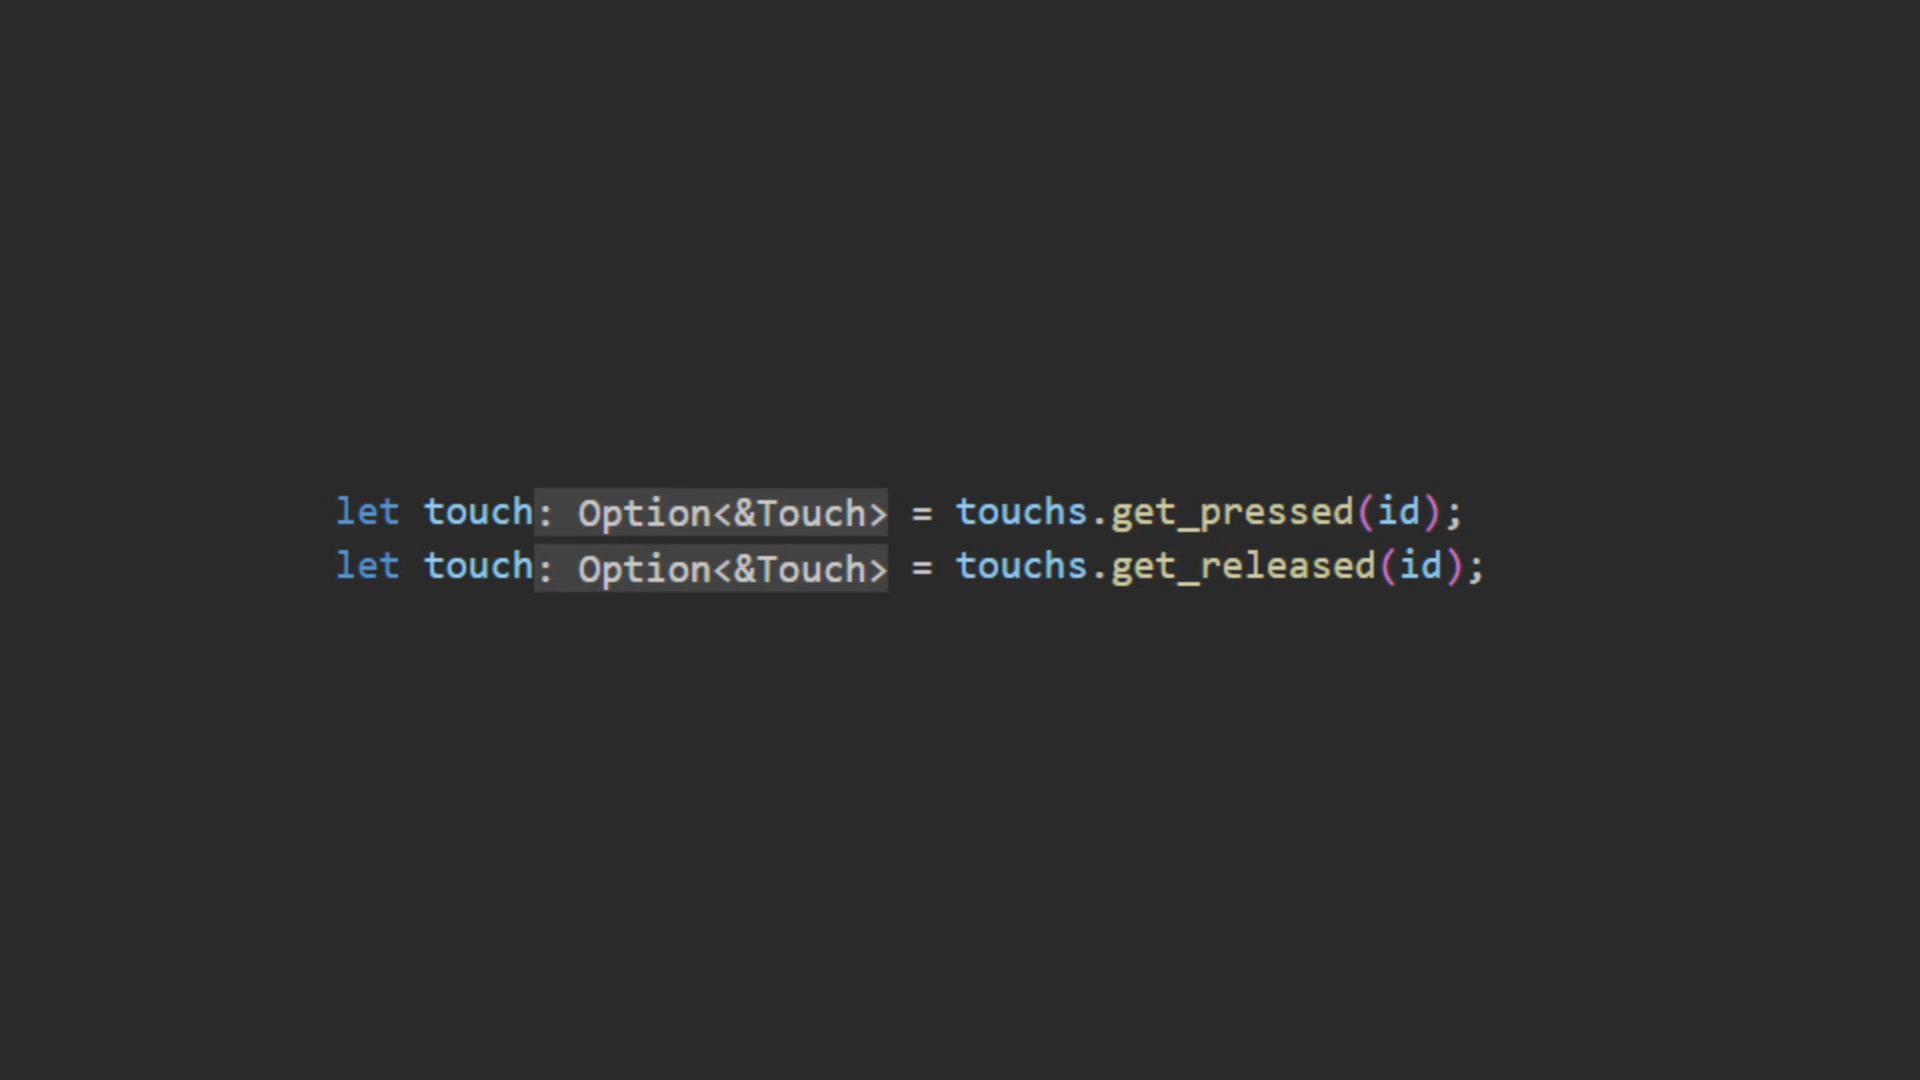 let touch: Option<&Touch> = touchs.get_pressed(id);
let touch: Option<&Touch> = touchs.get_released(id);